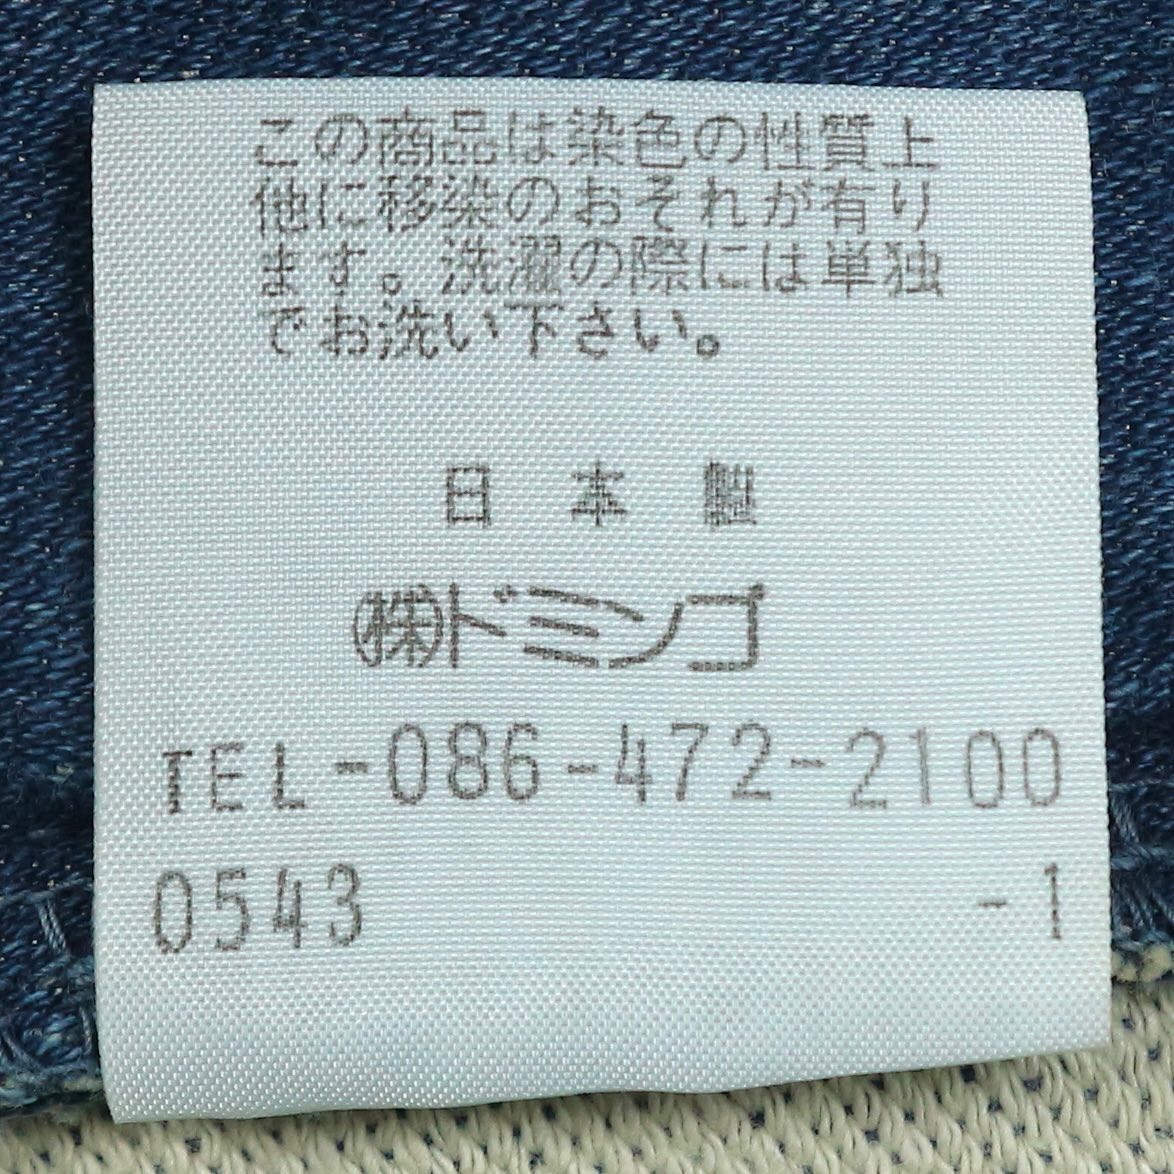 この商品は染色の性質上
他に移染のおそれが有り
ます。洗濯の際には単独
でお洗い下さい。
日本製
㈱ドミンゴ
TEL-086-472-2100
0543 -1